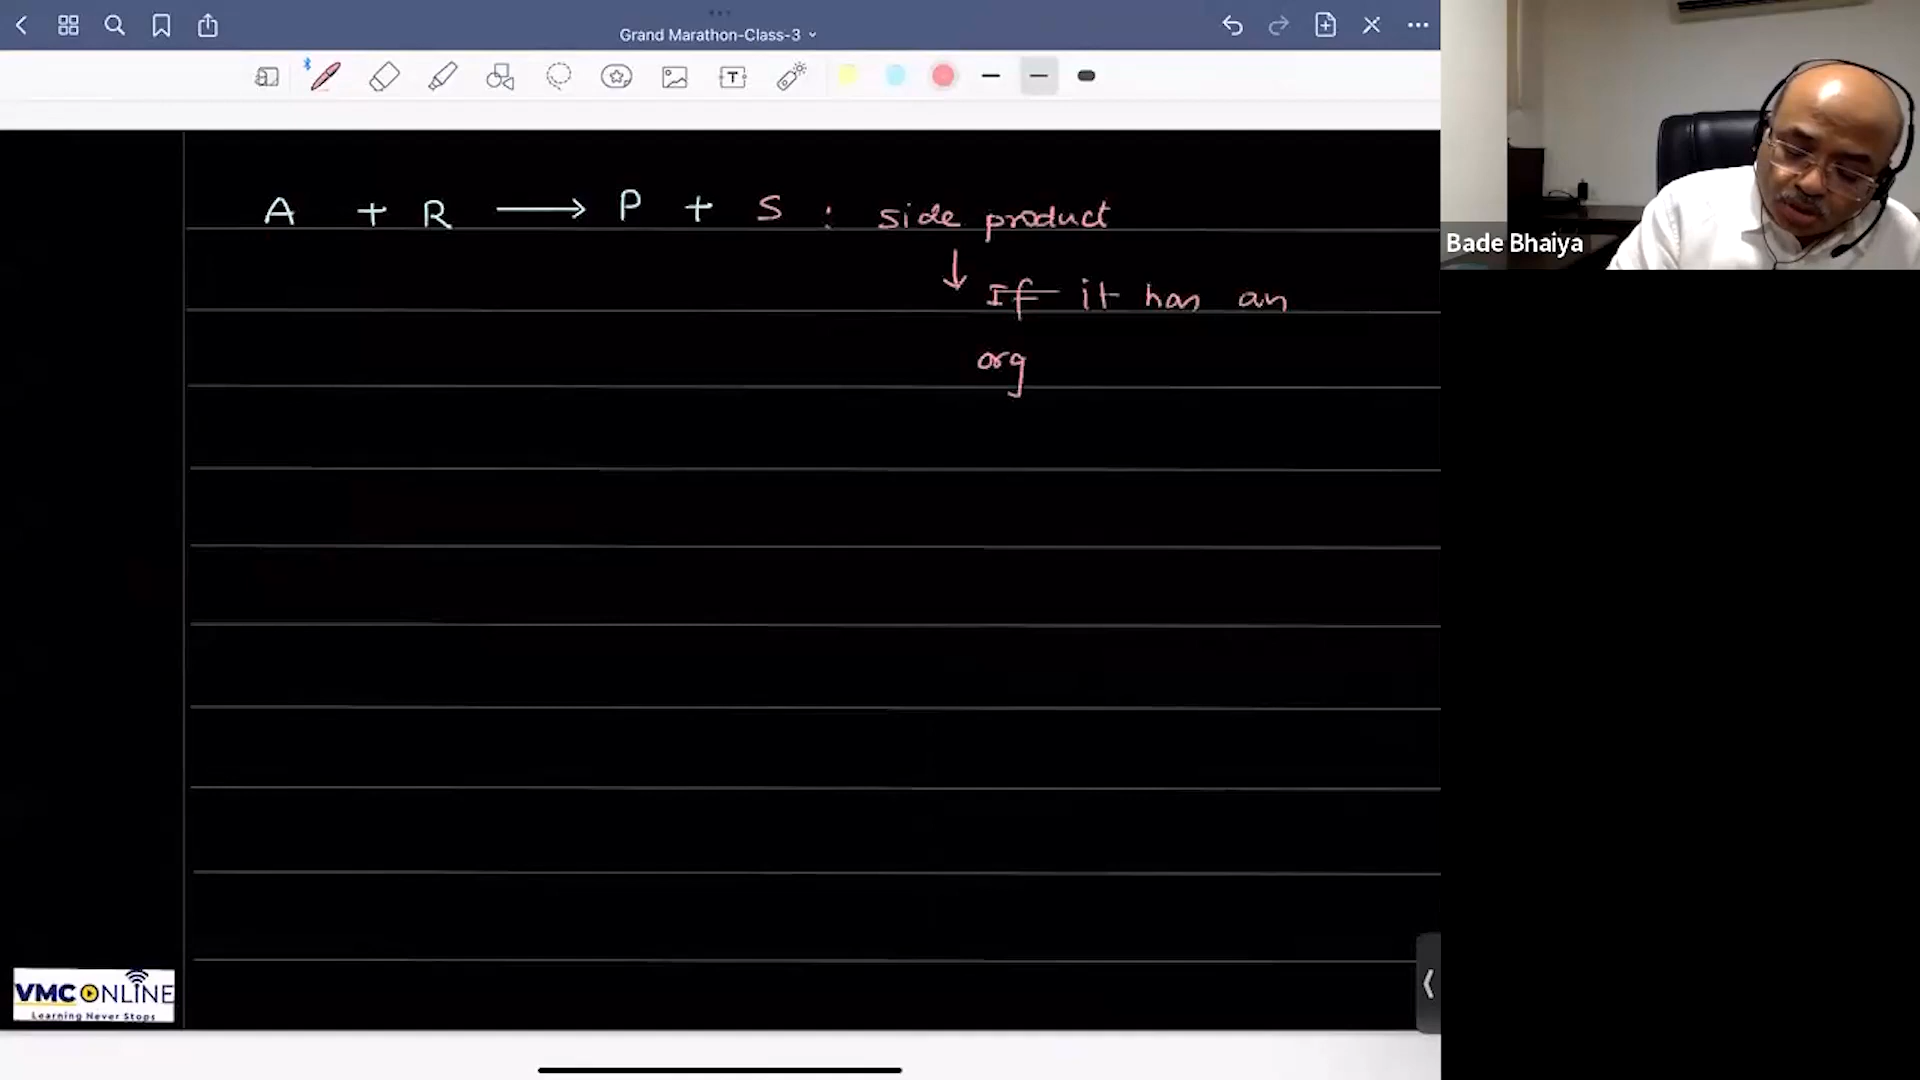 Grand Marathon-Class-3
T
A + R ⟶ P + S : side product
↓ If it has an
org
Bade Bhaiya
VMC ONLINE
Learning Never Stops